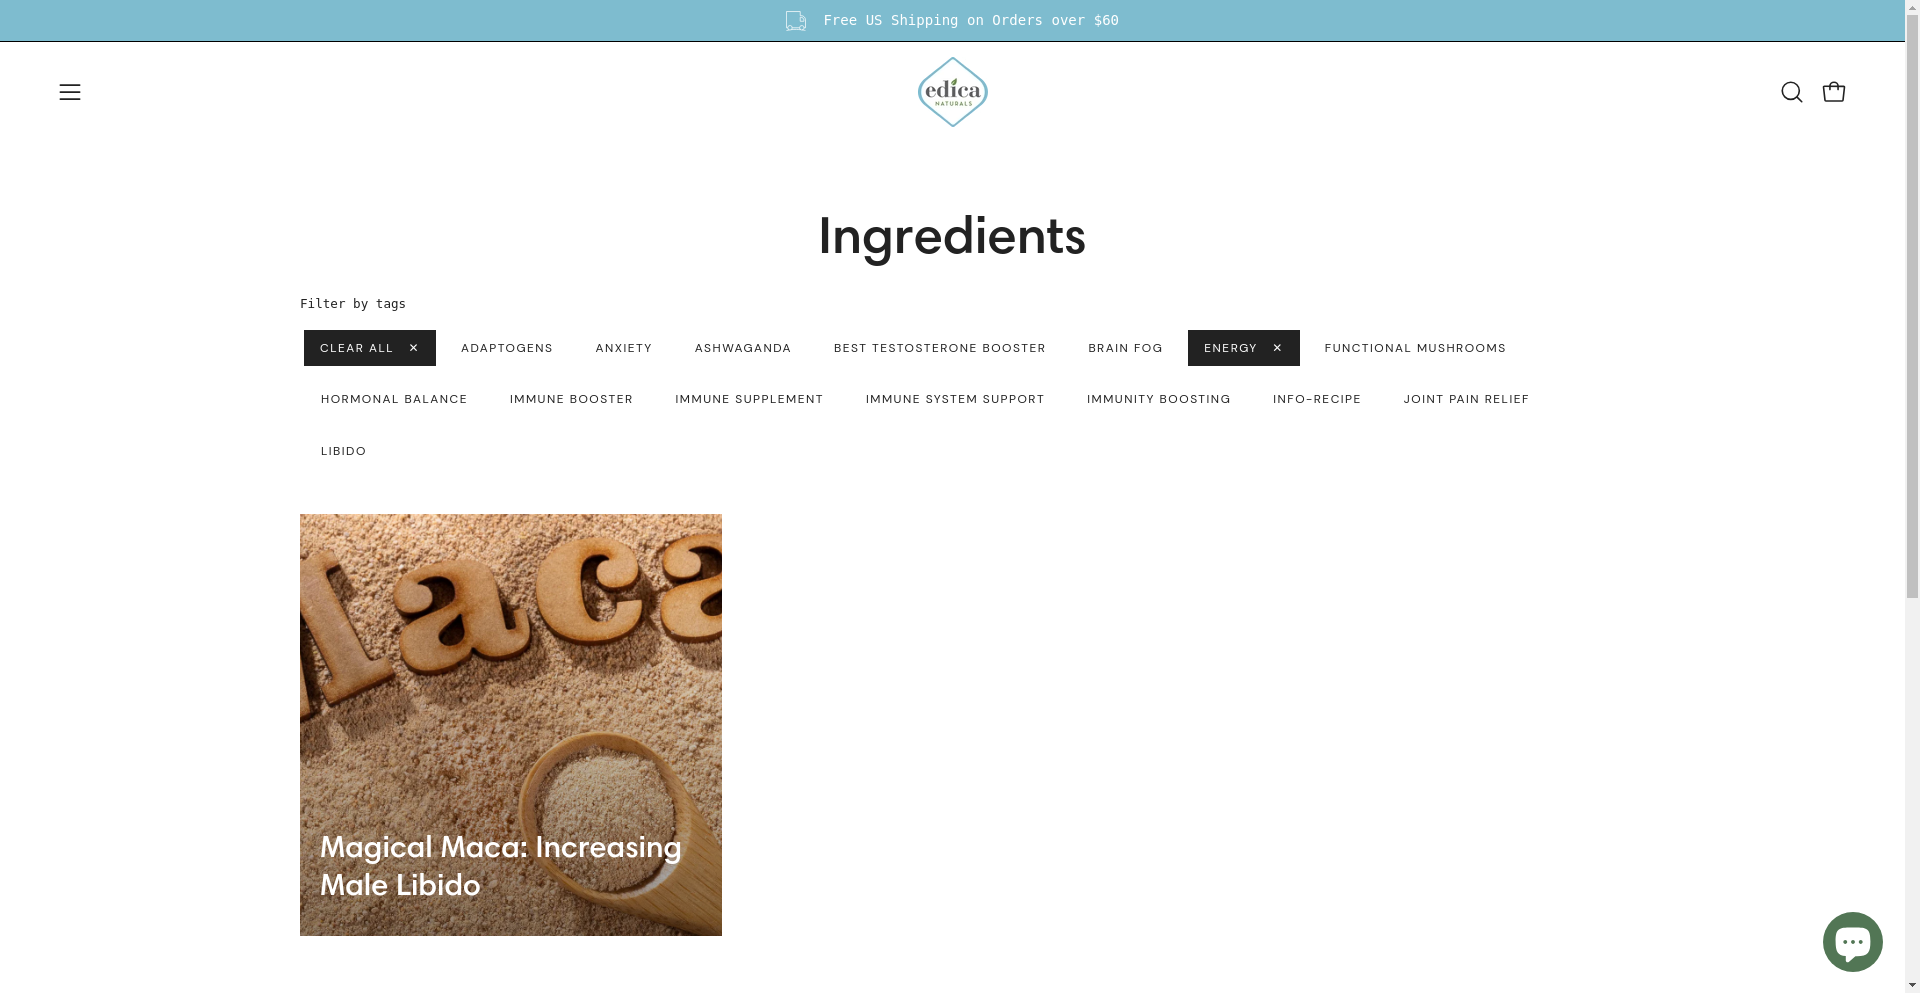 Free US Shipping on Orders over $60
edica
NATURALS
Ingredients
Filter by tags
CLEAR ALL ✕ ADAPTOGENS ANXIETY ASHWAGANDA BEST TESTOSTERONE BOOSTER BRAIN FOG ENERGY ✕ FUNCTIONAL MUSHROOMS
HORMONAL BALANCE IMMUNE BOOSTER IMMUNE SUPPLEMENT IMMUNE SYSTEM SUPPORT IMMUNITY BOOSTING INFO-RECIPE JOINT PAIN RELIEF
LIBIDO
aca
Magical Maca: Increasing
Male Libido